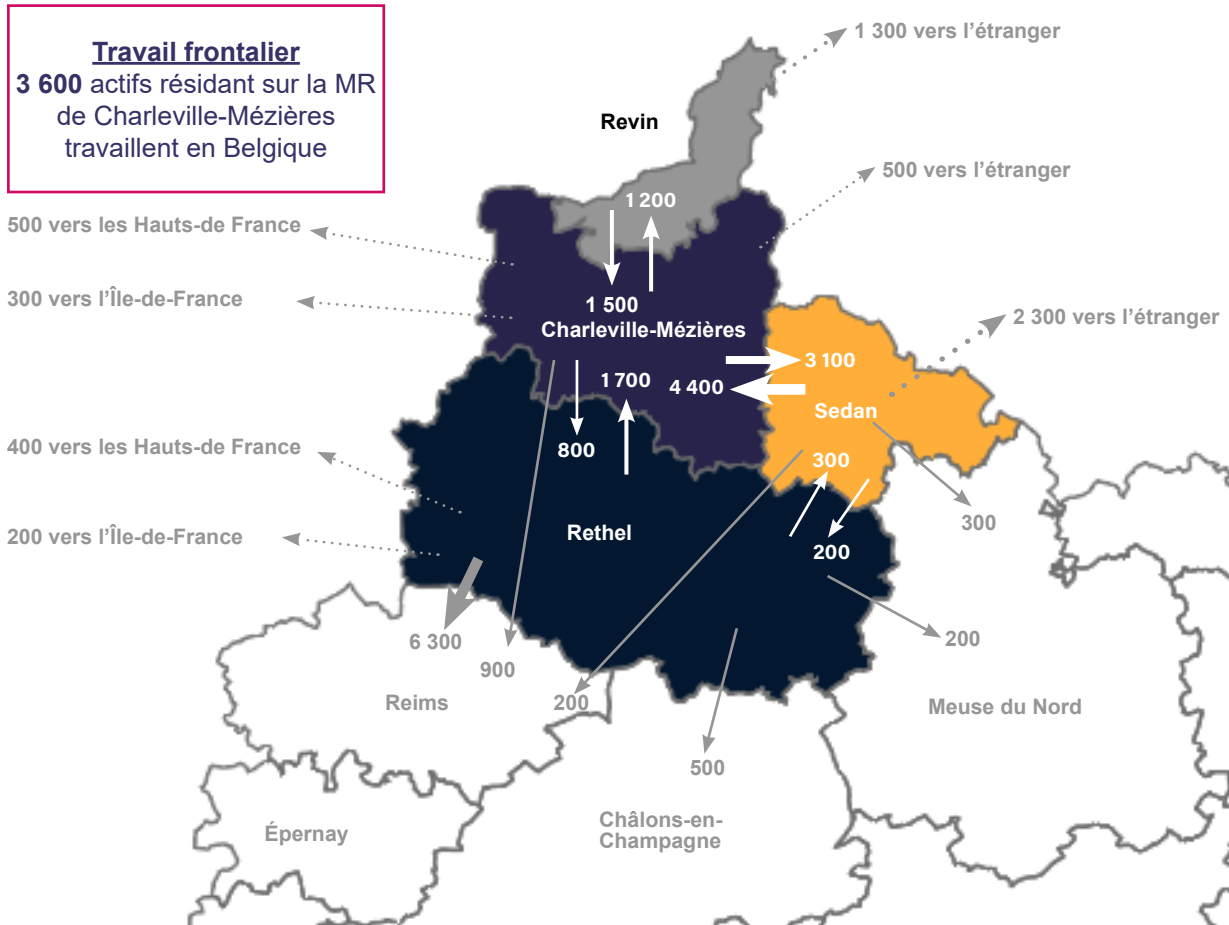 Travail frontalier
3 600 actifs résidant sur la MR
de Charleville-Mézières
travaillent en Belgique
1 300 vers l'étranger
Revin
500 vers l'étranger
1 200
500 vers les Hauts-de France
300 vers l'Île-de-France
1 500
Charleville-Mézières
2 300 vers l'étranger
3 100
1 700
4 400
Sedan
400 vers les Hauts-de France
800
300
300
200 vers l'Île-de-France
Rethel
200
6 300
900
200
Reims
200
Meuse du Nord
500
Épernay
Châlons-en-
Champagne